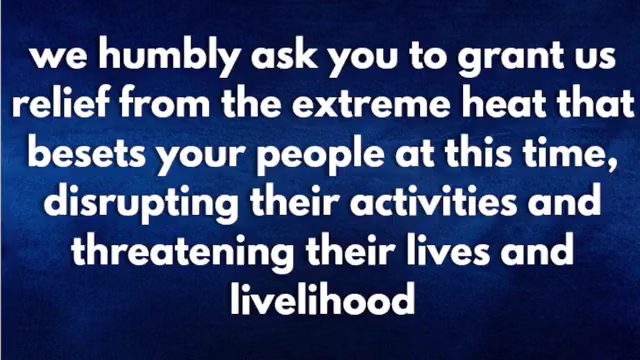 we humbly ask you to grant us
relief from the extreme heat that
besets your people at this time,
disrupting their activities and
threatening their lives and
livelihood